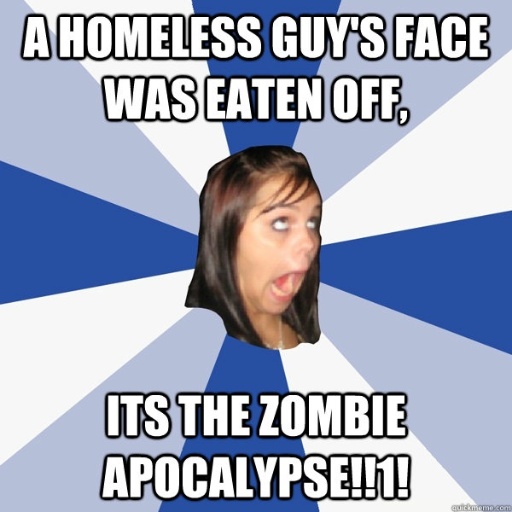 A HOMELESS GUY'S FACE
WAS EATEN OFF,
ITS THE ZOMBIE
APOCALYPSE!!1!
quickmeme.com